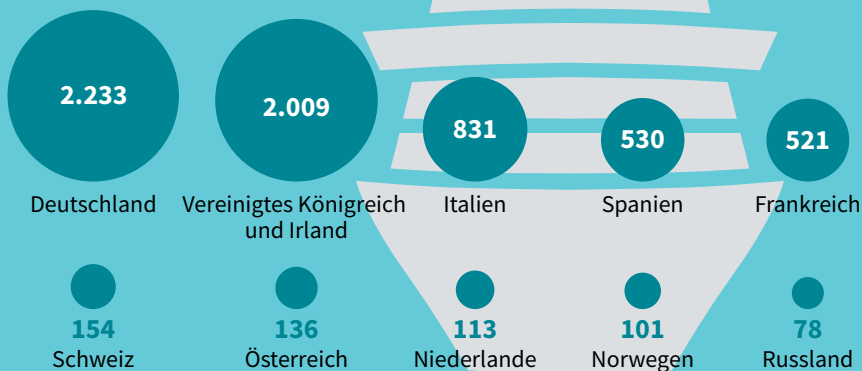 2.233
2.009
831
530
521
Deutschland
Vereinigtes Königreich
und Irland
Italien
Spanien
Frankreich
154
136
113
101
78
Schweiz
Österreich
Niederlande
Norwegen
Russland